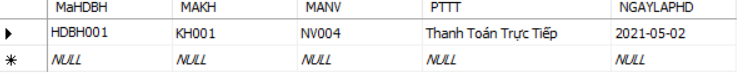 MaHDBH MAKH MANV PTTT NGAYLAPHD
HDBH001 KH001 NV004 Thanh Toán Trực Tiếp 2021-05-02
NULL NULL NULL NULL NULL